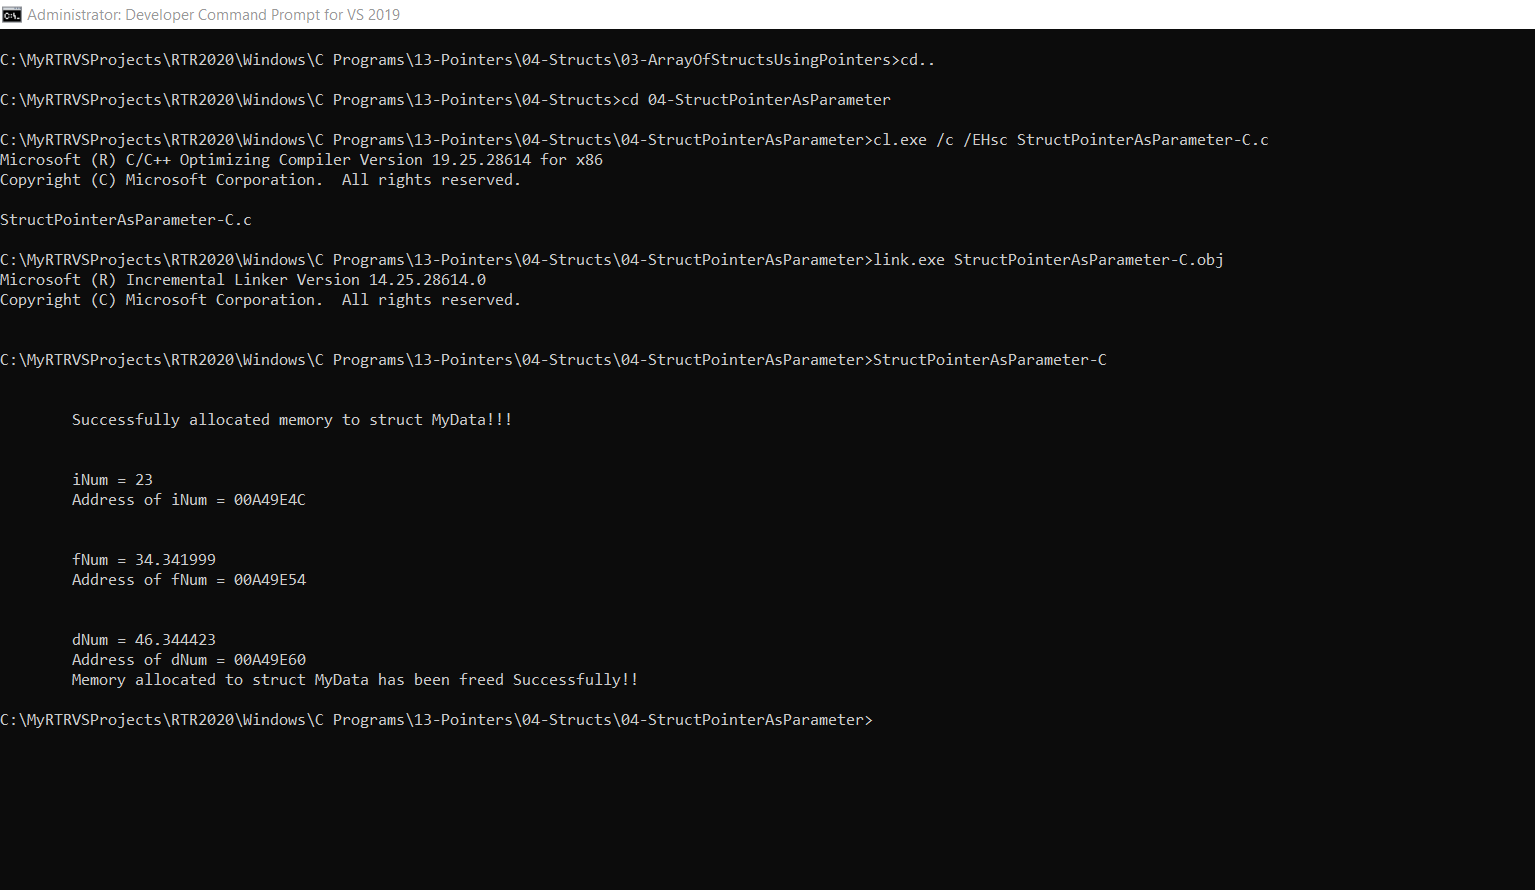 Administrator: Developer Command Prompt for VS 2019
C:\MyRTRVSProjects\RTR2020\Windows\C Programs\13-Pointers\04-Structs\03-ArrayOfStructsUsingPointers>cd..
C:\MyRTRVSProjects\RTR2020\Windows\C Programs\13-Pointers\04-Structs>cd 04-StructPointerAsParameter
C:\MyRTRVSProjects\RTR2020\Windows\C Programs\13-Pointers\04-Structs\04-StructPointerAsParameter>cl.exe /c /EHsc StructPointerAsParameter-C.c
Microsoft (R) C/C++ Optimizing Compiler Version 19.25.28614 for x86
Copyright (C) Microsoft Corporation.  All rights reserved.
StructPointerAsParameter-C.c
C:\MyRTRVSProjects\RTR2020\Windows\C Programs\13-Pointers\04-Structs\04-StructPointerAsParameter>link.exe StructPointerAsParameter-C.obj
Microsoft (R) Incremental Linker Version 14.25.28614.0
Copyright (C) Microsoft Corporation.  All rights reserved.
C:\MyRTRVSProjects\RTR2020\Windows\C Programs\13-Pointers\04-Structs\04-StructPointerAsParameter>StructPointerAsParameter-C
Successfully allocated memory to struct MyData!!!
iNum = 23
Address of iNum = 00A49E4C
fNum = 34.341999
Address of fNum = 00A49E54
dNum = 46.344423
Address of dNum = 00A49E60
Memory allocated to struct MyData has been freed Successfully!!
C:\MyRTRVSProjects\RTR2020\Windows\C Programs\13-Pointers\04-Structs\04-StructPointerAsParameter>